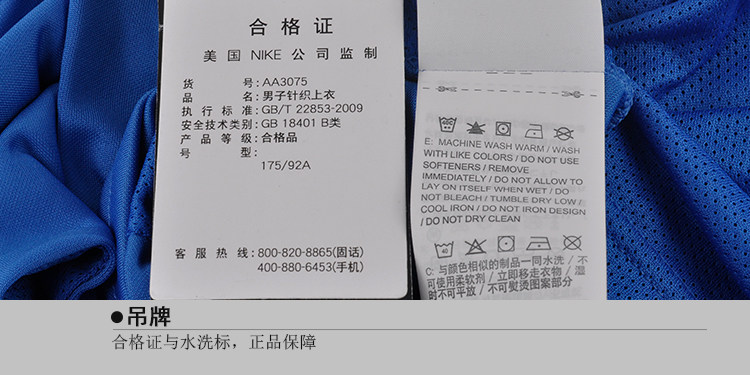 合格证
美国 NIKE 公司监制
货号: AA3075
品名: 男子针织上衣
执行标准: GB/T 22853-2009
安全技术类别: GB 18401 B类
产品等级: 合格品
号型:
175/92A
客服热线: 800-820-8865(固话)
400-880-6453(手机)
E: MACHINE WASH WARM / WASH
WITH LIKE COLORS / DO NOT USE
SOFTENERS / REMOVE
IMMEDIATELY / DO NOT ALLOW TO
LAY ON ITSELF WHEN WET / DO
NOT BLEACH / TUMBLE DRY LOW /
COOL IRON / DO NOT IRON DESIGN
/ DO NOT DRY CLEAN
C: 与颜色相似的制品一同水洗 / 不
可使用柔软剂 / 立即移走衣物 / 湿
时不可平放 / 不可熨烫图案部分
●吊牌
合格证与水洗标，正品保障